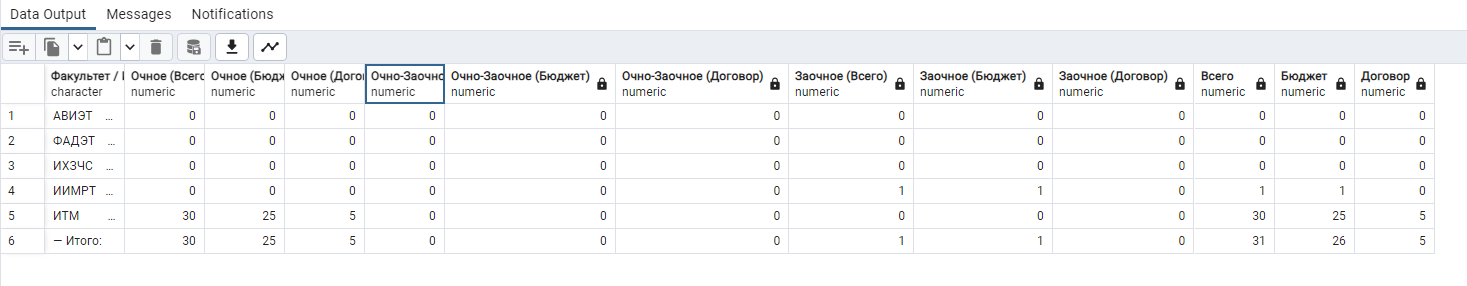 Data Output Messages Notifications
Факультет / Очное (Всег Очное (Бюдж Очное (Дого Очно-Заочно Очно-Заочное (Бюджет) Очно-Заочное (Договор) Заочное (Всего) Заочное (Бюджет) Заочное (Договор) Всего Бюджет Договор
character numeric numeric numeric numeric numeric numeric numeric numeric numeric numeric numeric numeric
1 АВИЭТ ... 0 0 0 0 0 0 0 0 0 0 0 0
2 ФАДЭТ ... 0 0 0 0 0 0 0 0 0 0 0 0
3 ИХЗЧС ... 0 0 0 0 0 0 0 0 0 0 0 0
4 ИИМРТ ... 0 0 0 0 0 0 1 1 0 1 1 0
5 ИТМ ... 30 25 5 0 0 0 0 0 0 30 25 5
6 — Итого: 30 25 5 0 0 0 1 1 0 31 26 5